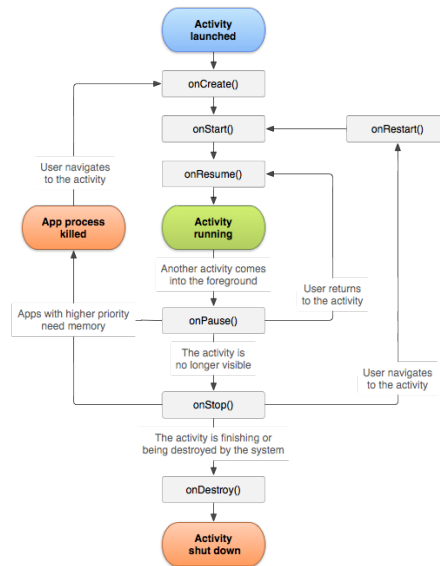 Activity
launched
onCreate()
onStart()
onRestart()
User navigates
to the activity
onResume()
App process
killed
Activity
running
Another activity comes
into the foreground
User returns
to the activity
Apps with higher priority
need memory
onPause()
The activity is
no longer visible
User navigates
to the activity
onStop()
The activity is finishing or
being destroyed by the system
onDestroy()
Activity
shut down